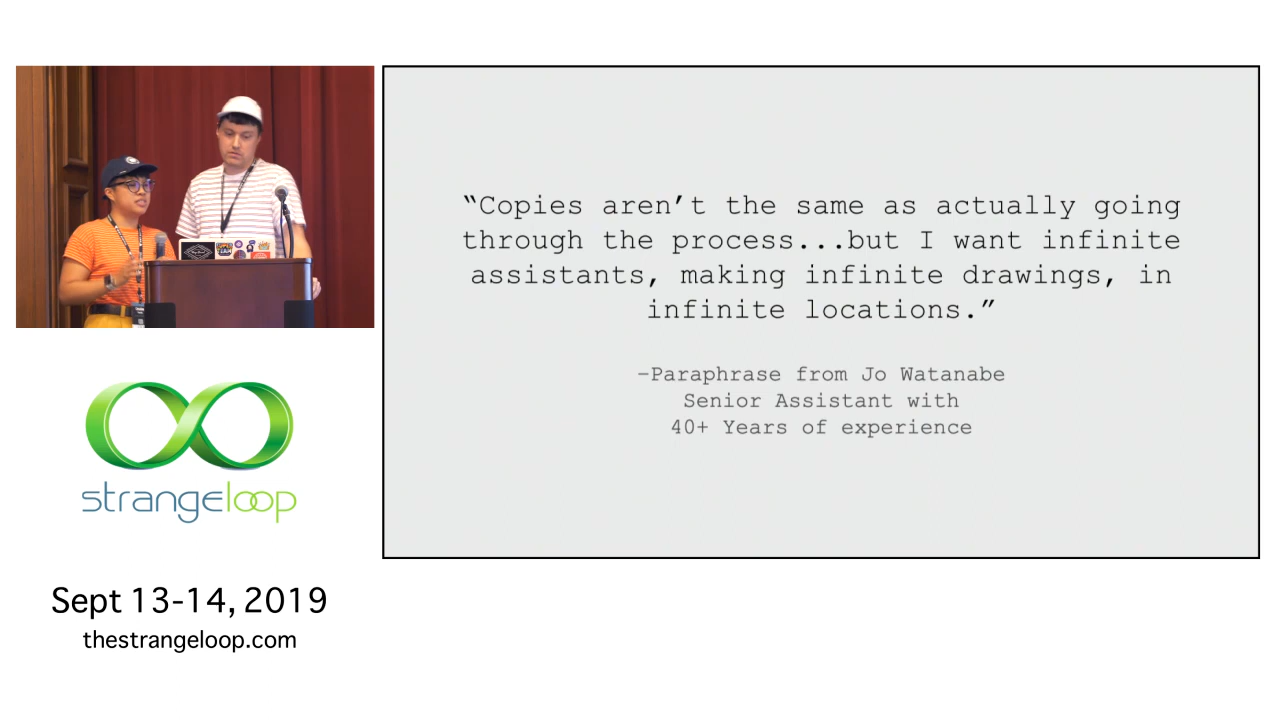 “Copies aren’t the same as actually going
through the process...but I want infinite
assistants, making infinite drawings, in
infinite locations.”
–Paraphrase from Jo Watanabe
Senior Assistant with
40+ Years of experience
strangeloop
Sept 13-14, 2019
thestrangeloop.com